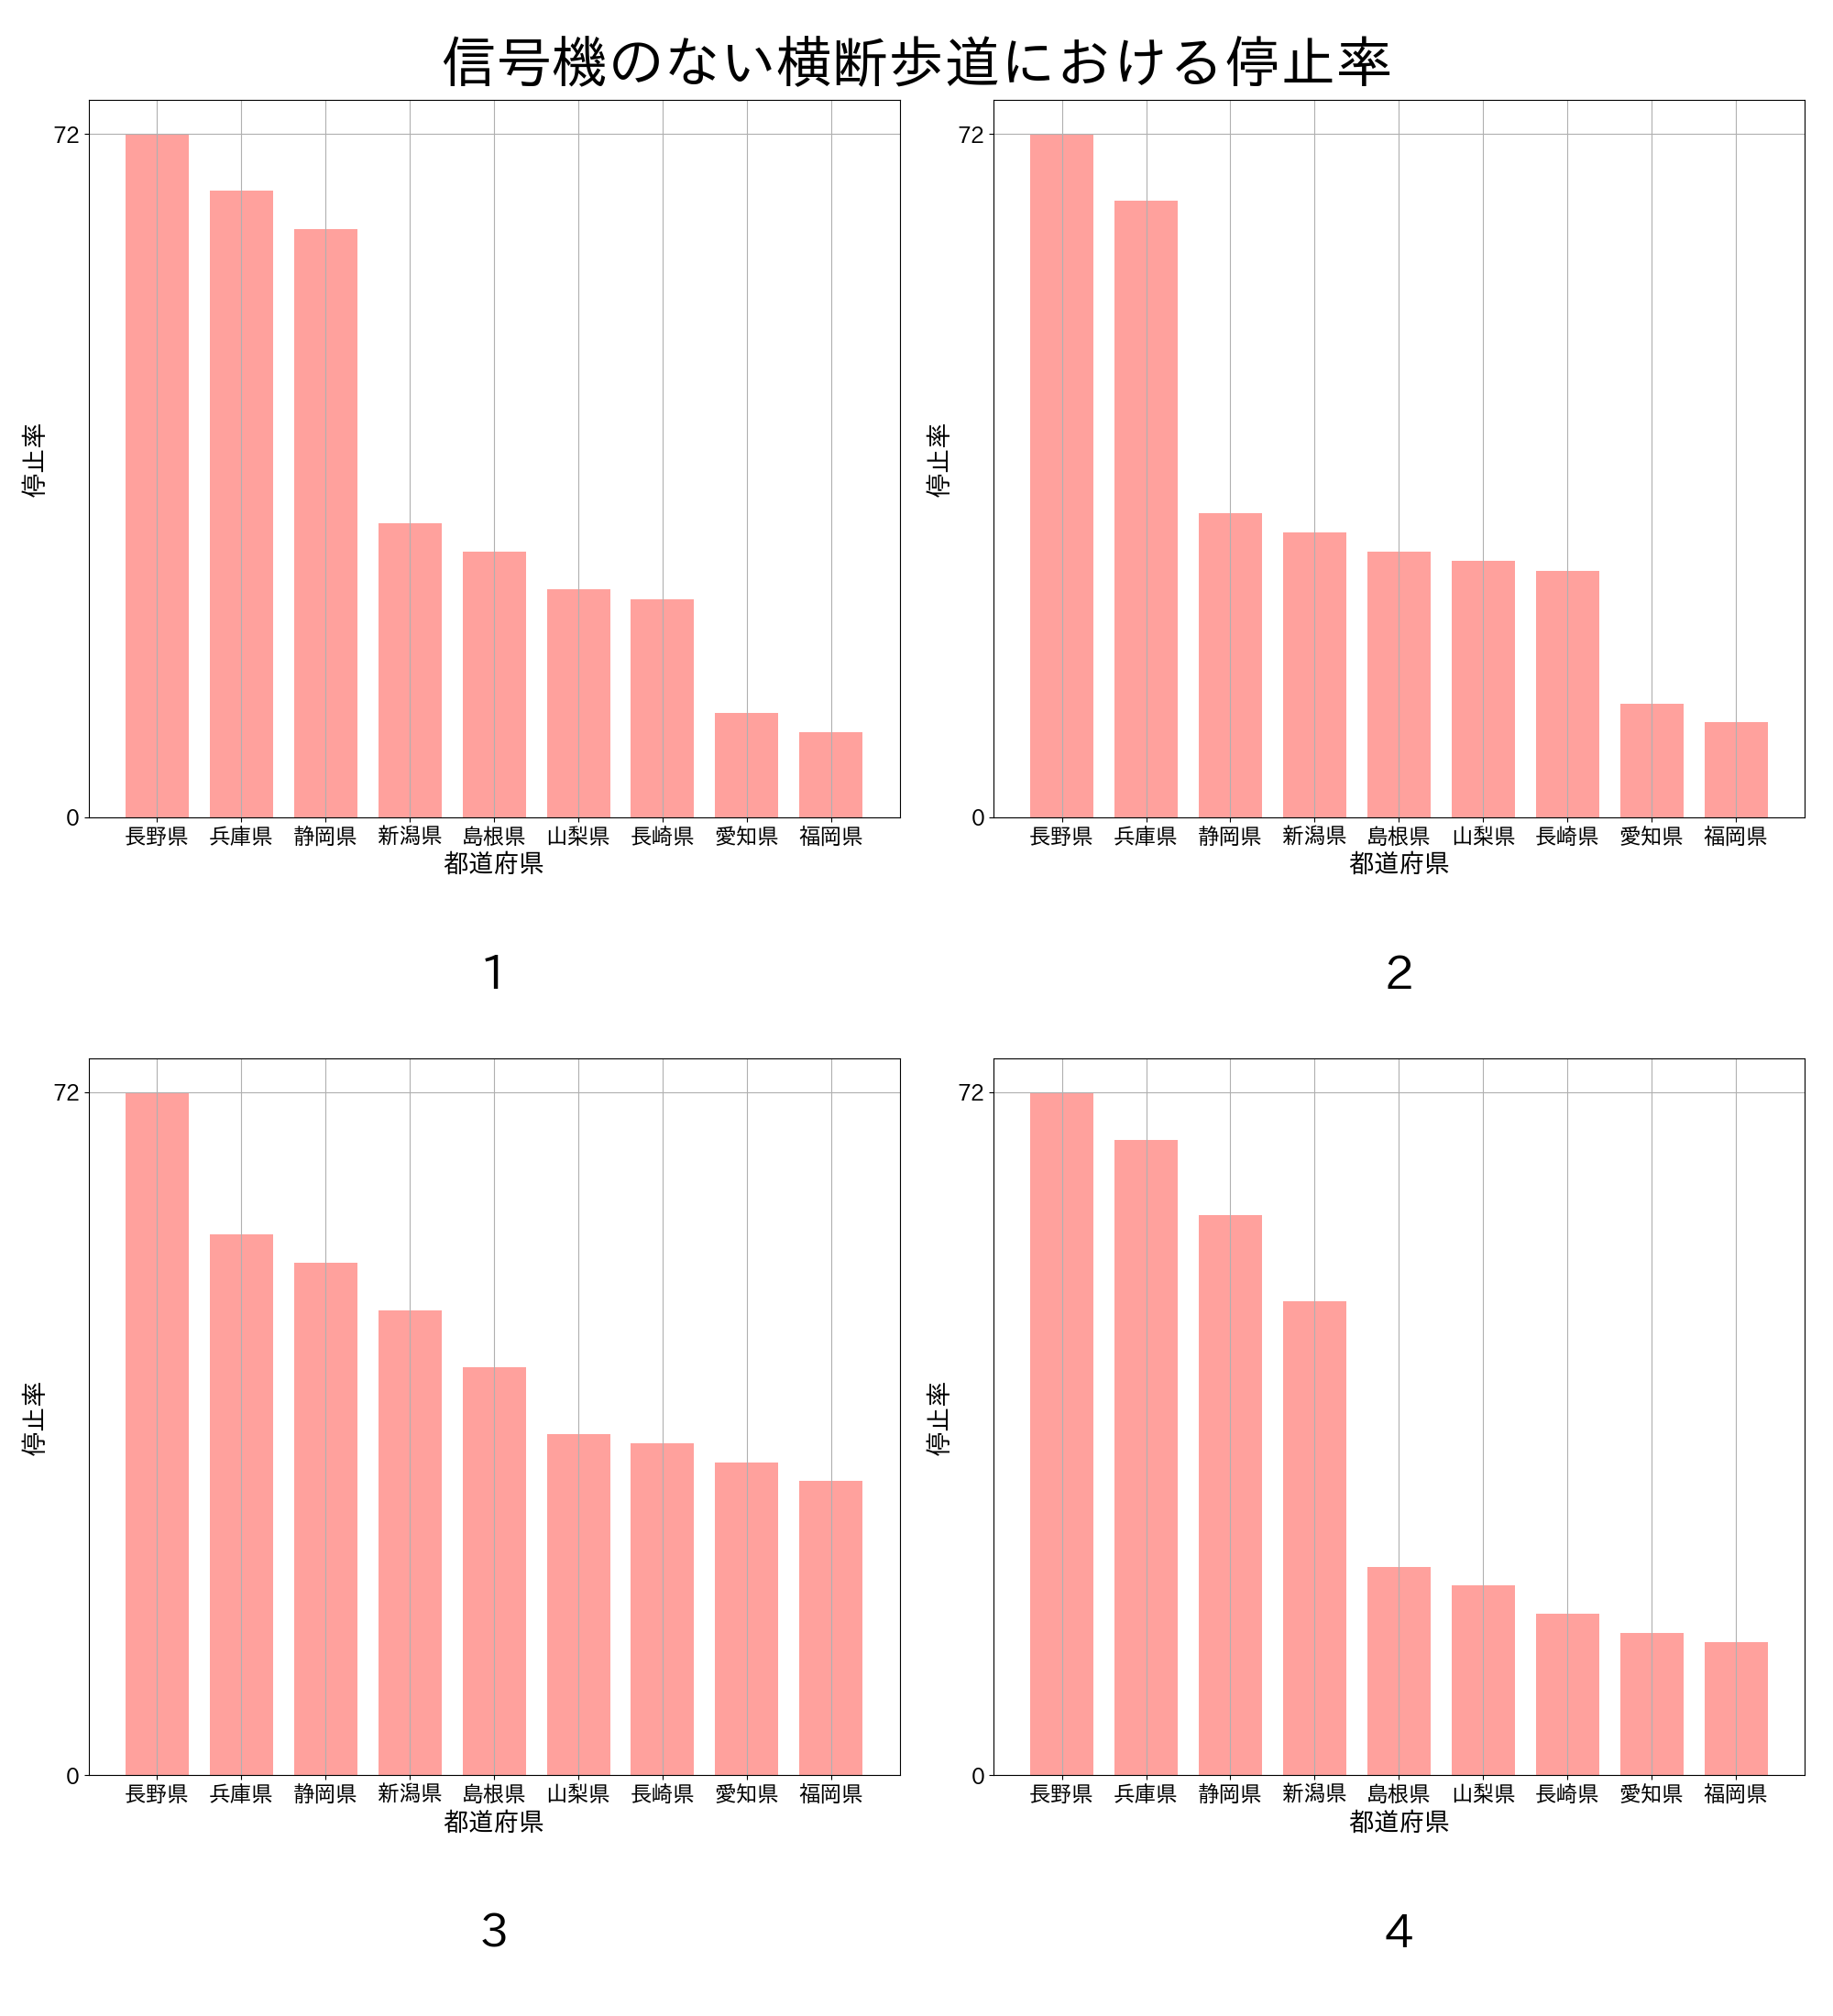 信号機のない横断歩道における停止率
72
0
停止率
長野県 兵庫県 静岡県 新潟県 島根県 山梨県 長崎県 愛知県 福岡県
都道府県
1
72
0
停止率
長野県 兵庫県 静岡県 新潟県 島根県 山梨県 長崎県 愛知県 福岡県
都道府県
2
72
0
停止率
長野県 兵庫県 静岡県 新潟県 島根県 山梨県 長崎県 愛知県 福岡県
都道府県
3
72
0
停止率
長野県 兵庫県 静岡県 新潟県 島根県 山梨県 長崎県 愛知県 福岡県
都道府県
4